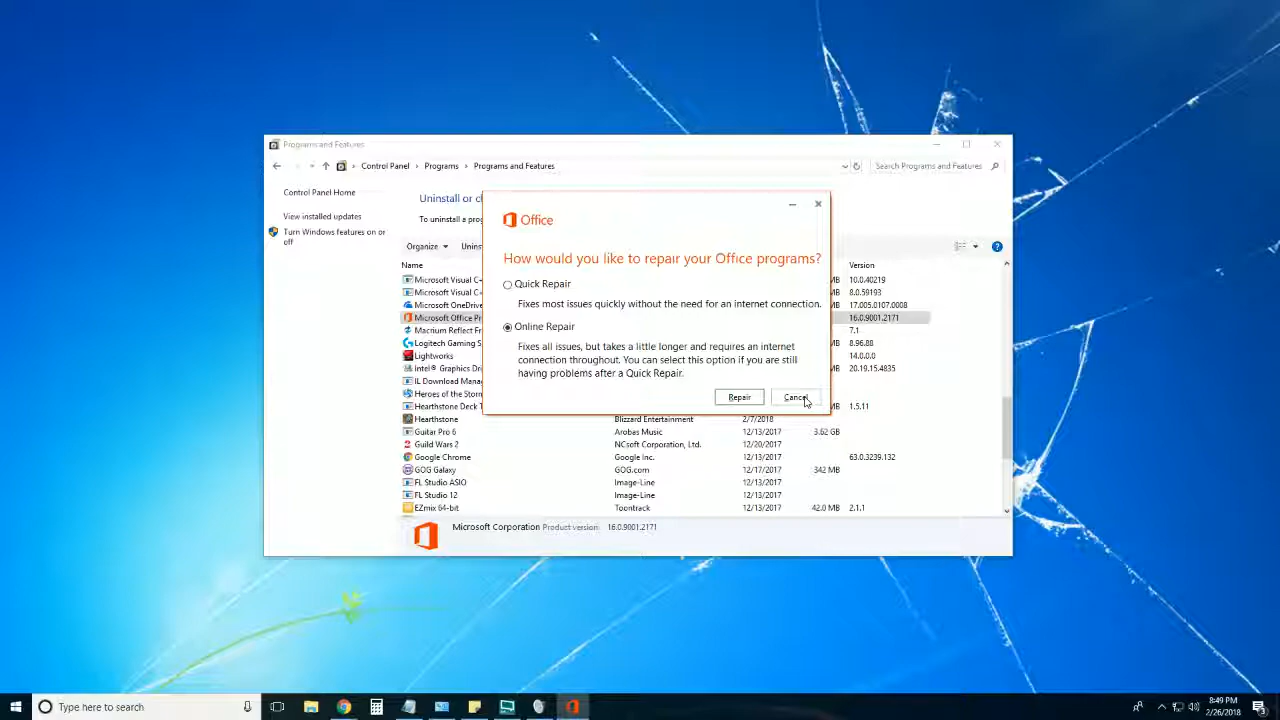 Programs and Features
Control Panel > Programs > Programs and Features
Search Programs and Features
Control Panel Home
View installed updates
Turn Windows features on or
off
Uninstall or c
To uninstall a prog
Organize
Uninst
Name
Version
Microsoft Visual C+
MB 10.0.40219
Microsoft Visual C+
MB 8.0.59193
Microsoft OneDrive
MB 17.005.0107.0008
Microsoft Office Pr
16.0.9001.2171
Macrium Reflect Fr
MB 7.1
Logitech Gaming S
MB 8.96.88
Lightworks
14.0.0.0
Intel® Graphics Dr
MB 20.19.15.4835
IL Download Manag
Heroes of the Storm
Hearthstone Deck T
MB 1.5.11
Hearthstone Blizzard Entertainment 2/7/2018
Guitar Pro 6 Arobas Music 12/13/2017 3.62 GB
Guild Wars 2 NCsoft Corporation, Ltd. 12/20/2017
Google Chrome Google Inc. 12/13/2017 63.0.3239.132
GOG Galaxy GOG.com 12/17/2017 342 MB
FL Studio ASIO Image-Line 12/13/2017
FL Studio 12 Image-Line 12/13/2017
EZmix 64-bit Toontrack 12/13/2017 42.0 MB 2.1.1
Microsoft Corporation Product version: 16.0.9001.2171
Office
How would you like to repair your Office programs?
Quick Repair
Fixes most issues quickly without the need for an internet connection.
Online Repair
Fixes all issues, but takes a little longer and requires an internet
connection throughout. You can select this option if you are still
having problems after a Quick Repair.
Repair
Cancel
Type here to search
8:49 PM
2/26/2018